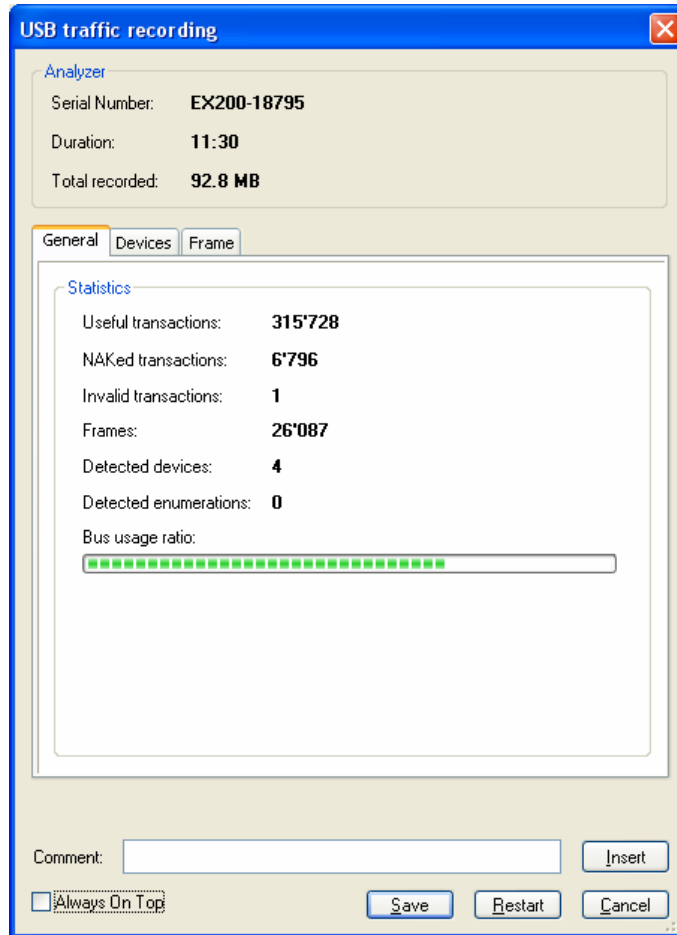 USB traffic recording
Analyzer
Serial Number: EX200-18795
Duration: 11:30
Total recorded: 92.8 MB
General Devices Frame
Statistics
Useful transactions: 315'728
NAKed transactions: 6'796
Invalid transactions: 1
Frames: 26'087
Detected devices: 4
Detected enumerations: 0
Bus usage ratio:
Comment: Insert
Always On Top Save Restart Cancel